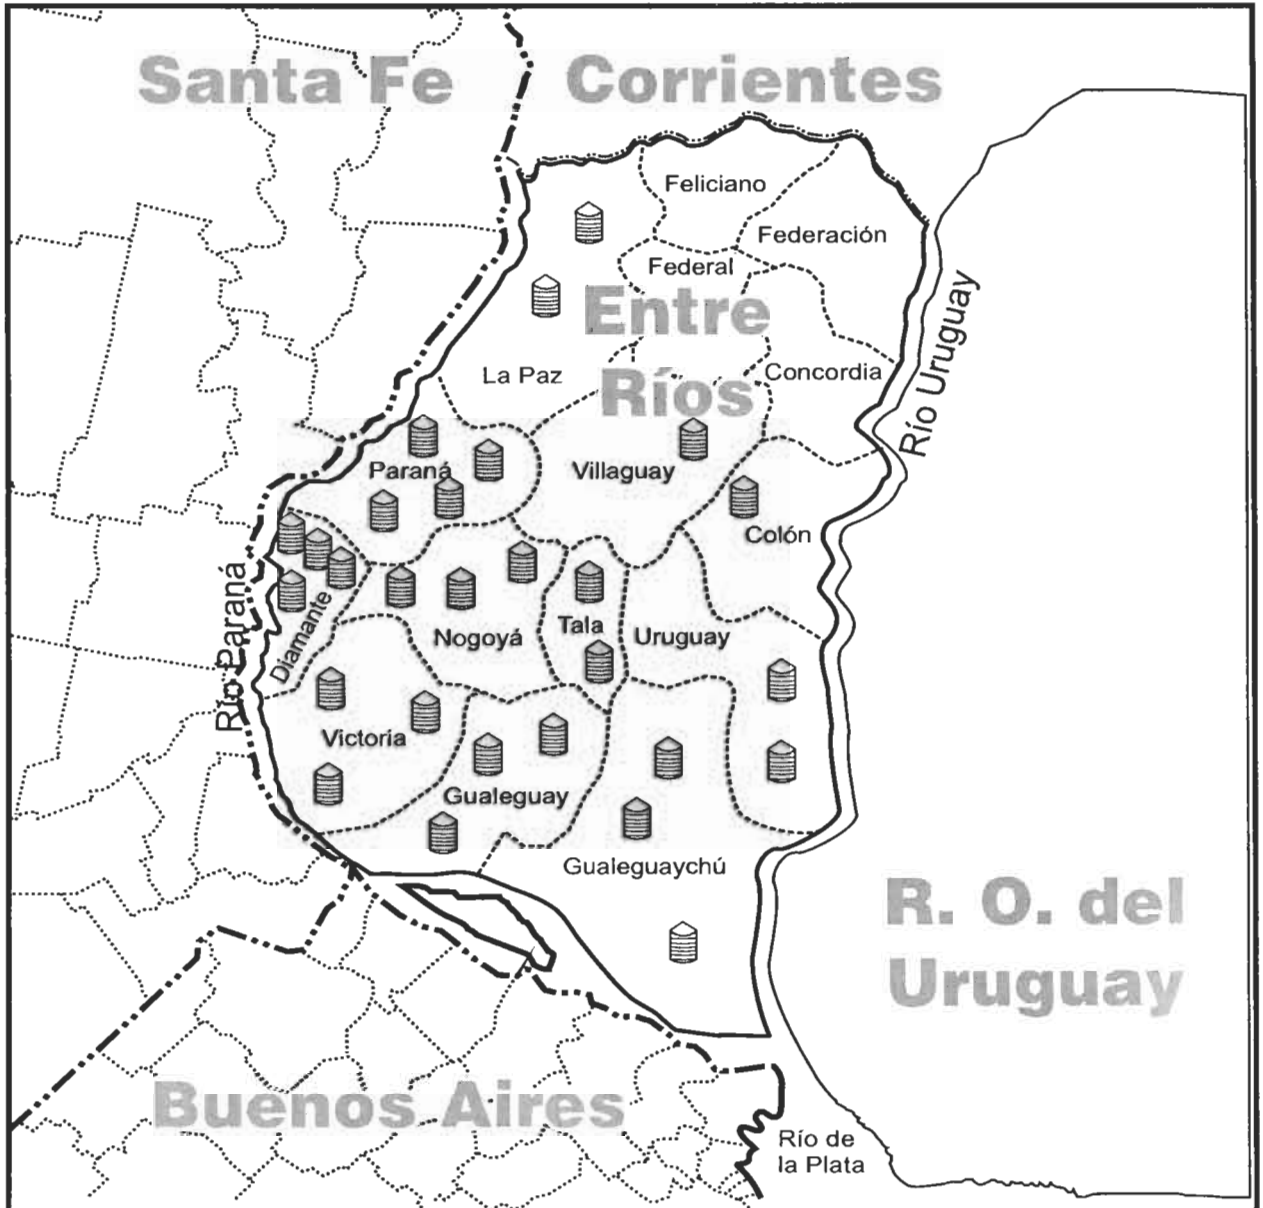 Santa Fe
Corrientes
Feliciano
Federación
Federal
Entre
Ríos
La Paz
Concordia
Río Uruguay
Paraná
Villaguay
Colón
Río Paraná
Diamante
Nogoyá
Tala
Uruguay
Victoria
Gualeguay
Gualeguaychú
R. O. del
Uruguay
Buenos Aires
Río de
la Plata